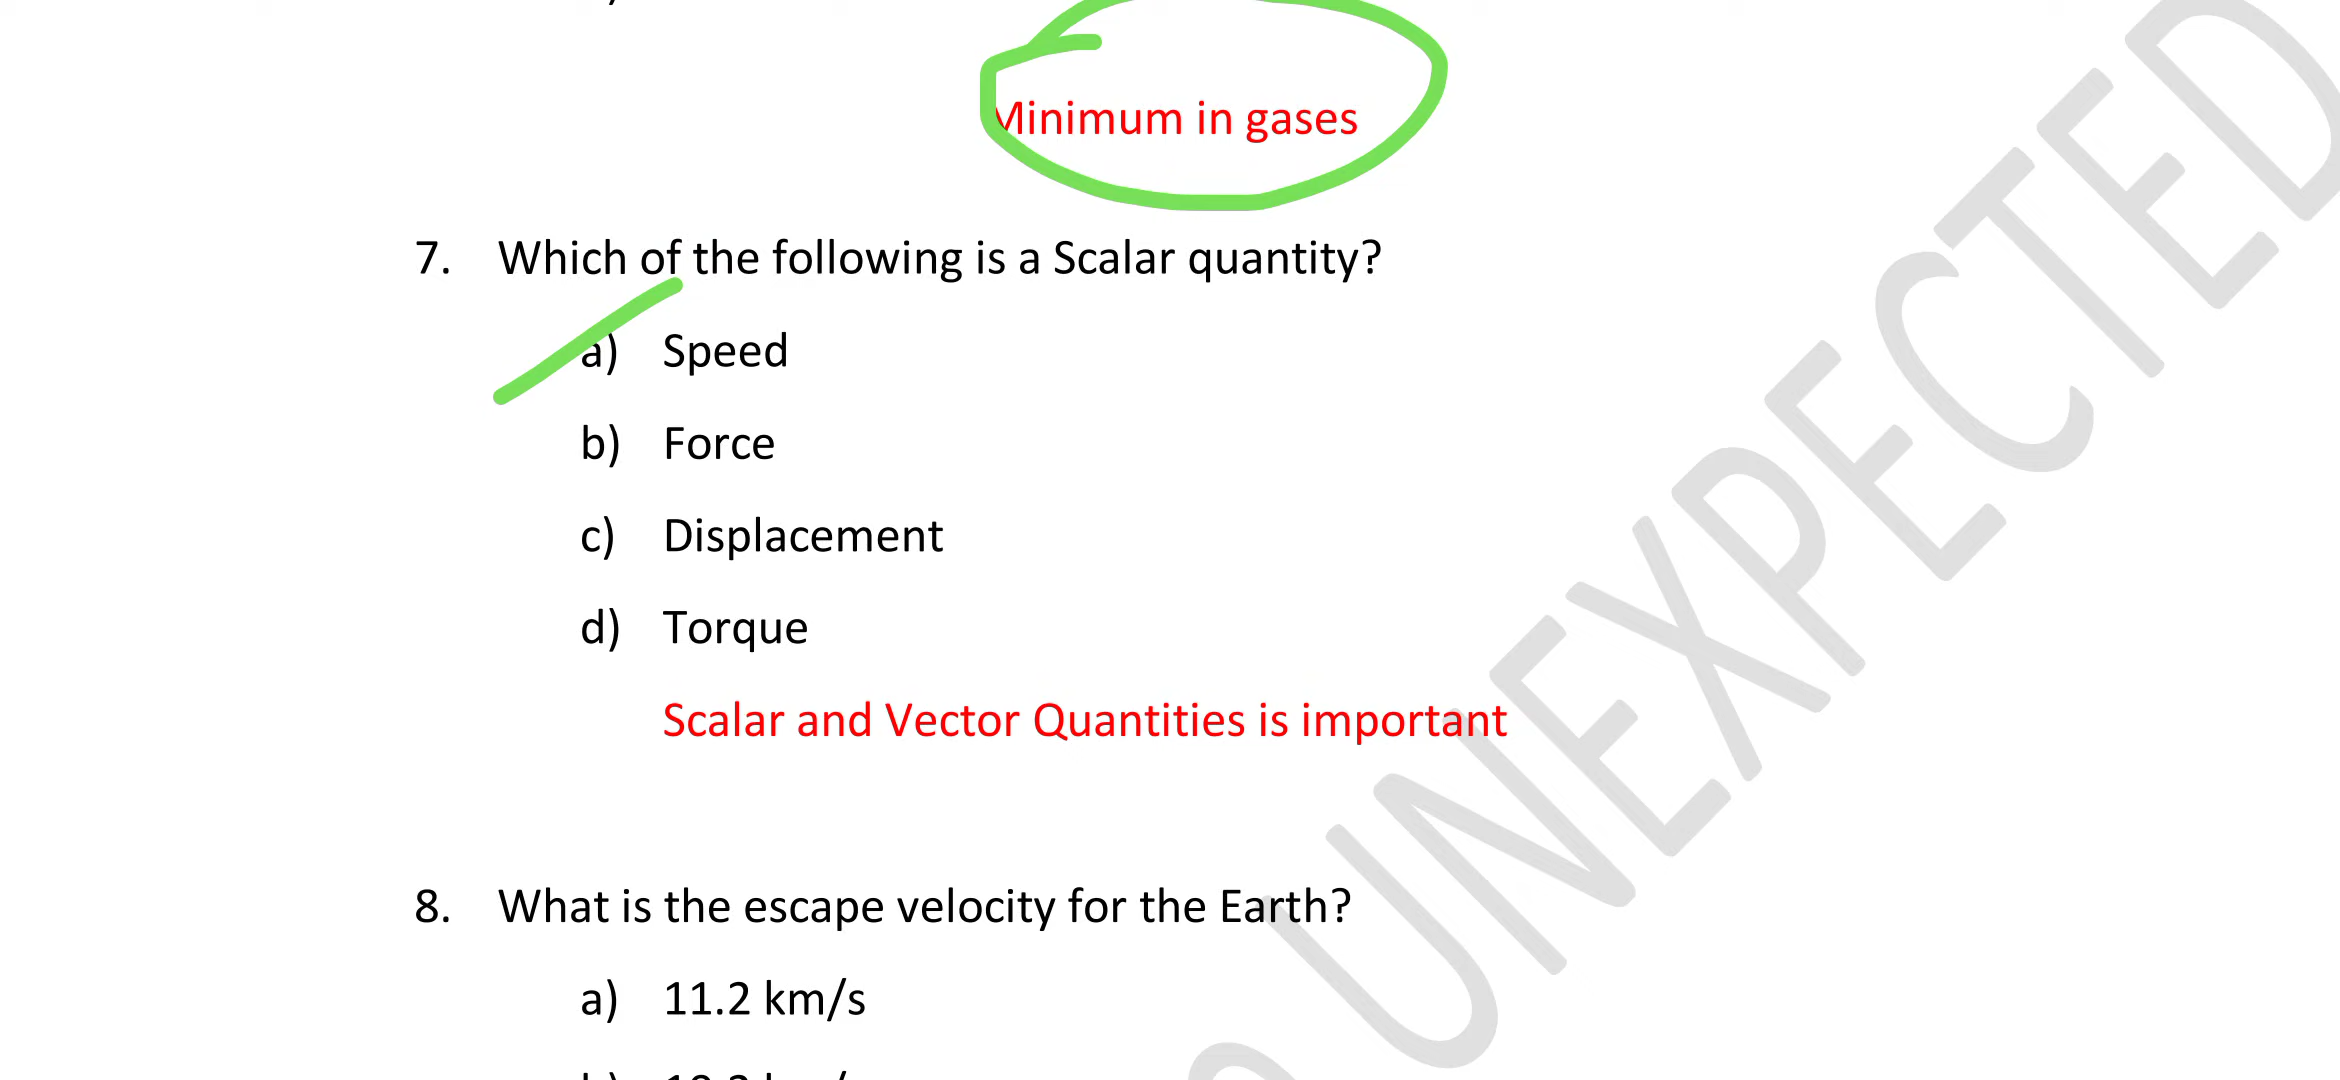 Minimum in gases
7. Which of the following is a Scalar quantity?
a) Speed
b) Force
c) Displacement
d) Torque
Scalar and Vector Quantities is important
8. What is the escape velocity for the Earth?
a) 11.2 km/s
UNEXPECTED